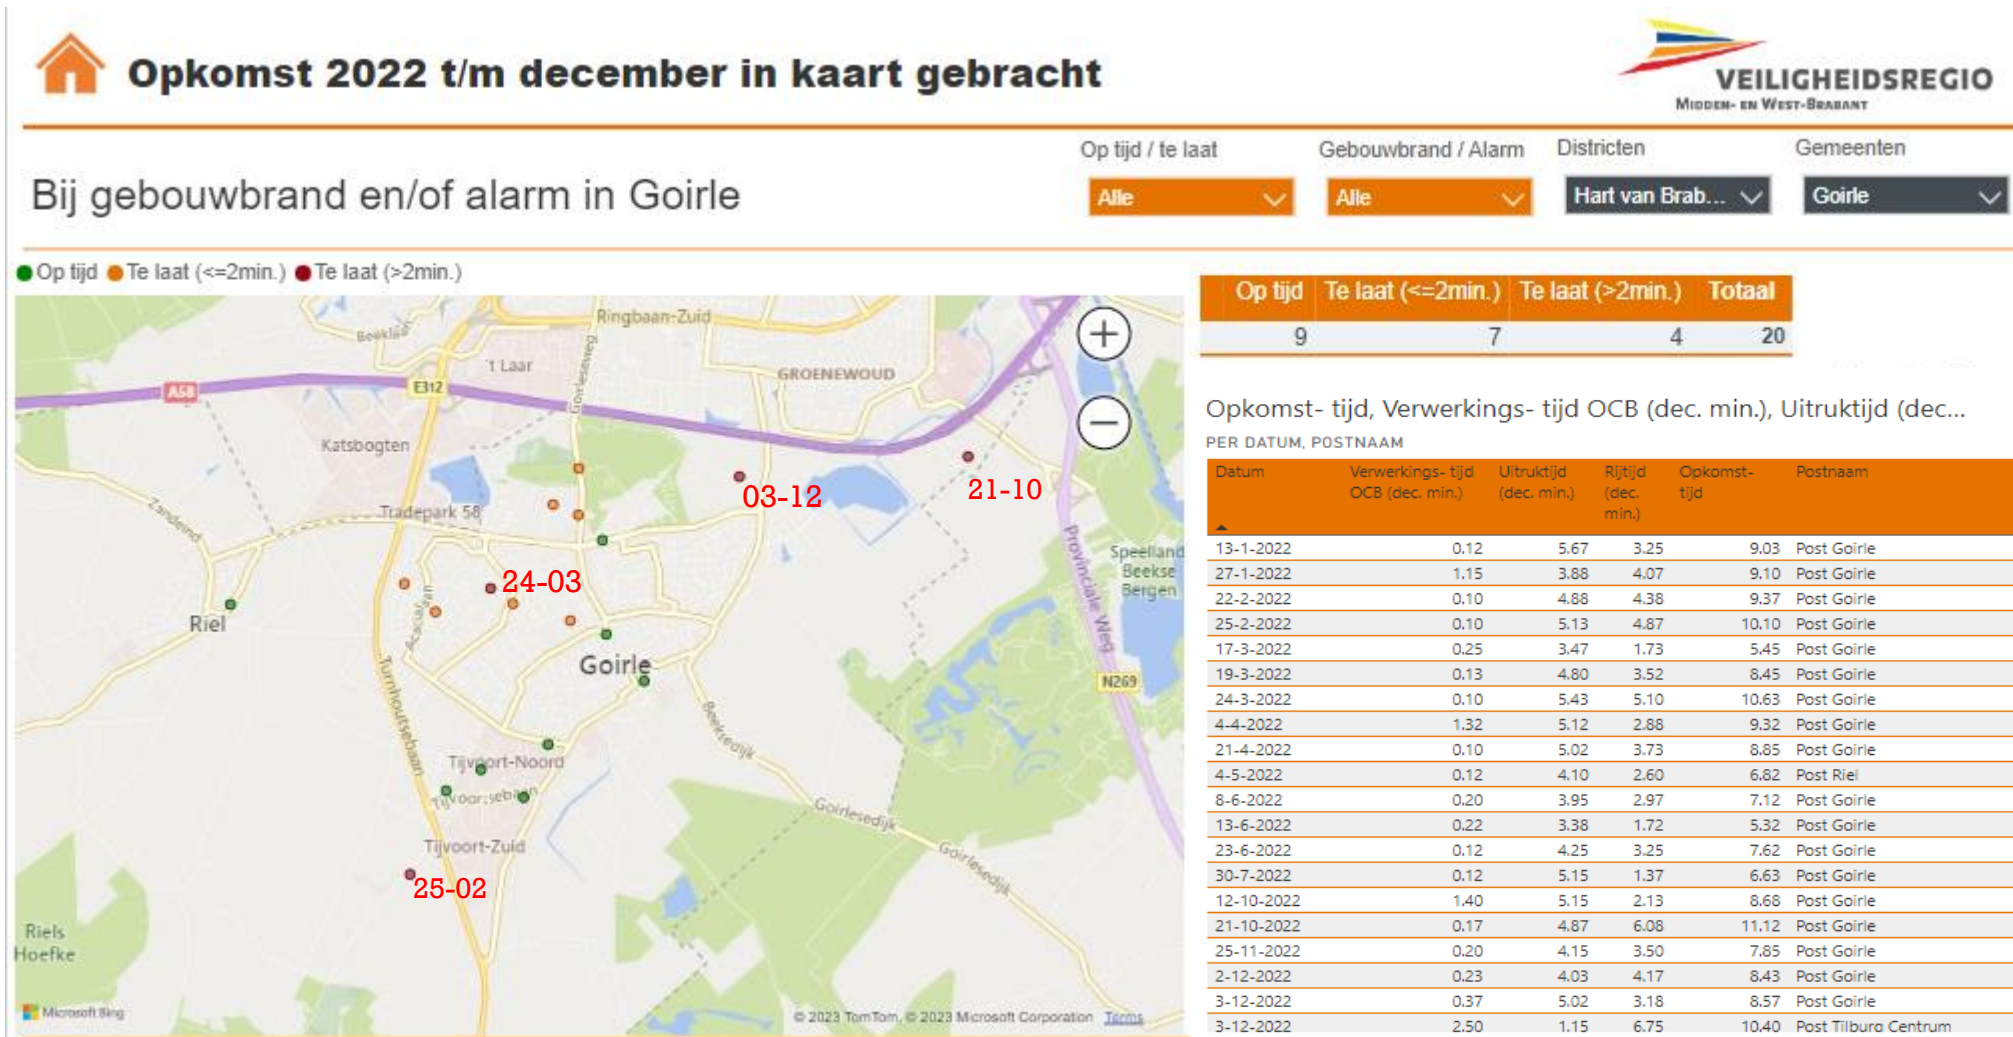 Opkomst 2022 t/m december in kaart gebracht
VEILIGHEIDSREGIO
MIDDEN- EN WEST-BRABANT
Bij gebouwbrand en/of alarm in Goirle
Op tijd / te laat
Gebouwbrand / Alarm
Districten
Gemeenten
Alle
Alle
Hart van Brab...
Goirle
Op tijd Te laat (<=2min.) Te laat (>2min.)
Ringbaan-Zuid
Beeklaan
't Laar
Goirleseweg
GROENEWOUD
A58
E312
Katsbogten
03-12
21-10
Zandeind
Tradepark 58
Provinciale Weg
Speelland
Beekse
Bergen
24-03
Acacialaan
Riel
Goirle
N269
Turnhoutsebaan
Beeksedijk
Tijvoort-Noord
Tijvoortsebaan
Goirlesedijk
Tijvoort-Zuid
Goirlesedijk
25-02
Riels
Hoefke
Microsoft Bing
© 2023 TomTom, © 2023 Microsoft Corporation Terms
Op tijd Te laat (<=2min.) Te laat (>2min.) Totaal
9 7 4 20
Opkomst- tijd, Verwerkings- tijd OCB (dec. min.), Uitruktijd (dec...
PER DATUM, POSTNAAM
Datum Verwerkings- tijd OCB (dec. min.) Uitruktijd (dec. min.) Rijtijd (dec. min.) Opkomst- tijd Postnaam
13-1-2022 0.12 5.67 3.25 9.03 Post Goirle
27-1-2022 1.15 3.88 4.07 9.10 Post Goirle
22-2-2022 0.10 4.88 4.38 9.37 Post Goirle
25-2-2022 0.10 5.13 4.87 10.10 Post Goirle
17-3-2022 0.25 3.47 1.73 5.45 Post Goirle
19-3-2022 0.13 4.80 3.52 8.45 Post Goirle
24-3-2022 0.10 5.43 5.10 10.63 Post Goirle
4-4-2022 1.32 5.12 2.88 9.32 Post Goirle
21-4-2022 0.10 5.02 3.73 8.85 Post Goirle
4-5-2022 0.12 4.10 2.60 6.82 Post Riel
8-6-2022 0.20 3.95 2.97 7.12 Post Goirle
13-6-2022 0.22 3.38 1.72 5.32 Post Goirle
23-6-2022 0.12 4.25 3.25 7.62 Post Goirle
30-7-2022 0.12 5.15 1.37 6.63 Post Goirle
12-10-2022 1.40 5.15 2.13 8.68 Post Goirle
21-10-2022 0.17 4.87 6.08 11.12 Post Goirle
25-11-2022 0.20 4.15 3.50 7.85 Post Goirle
2-12-2022 0.23 4.03 4.17 8.43 Post Goirle
3-12-2022 0.37 5.02 3.18 8.57 Post Goirle
3-12-2022 2.50 1.15 6.75 10.40 Post Tilburg Centrum